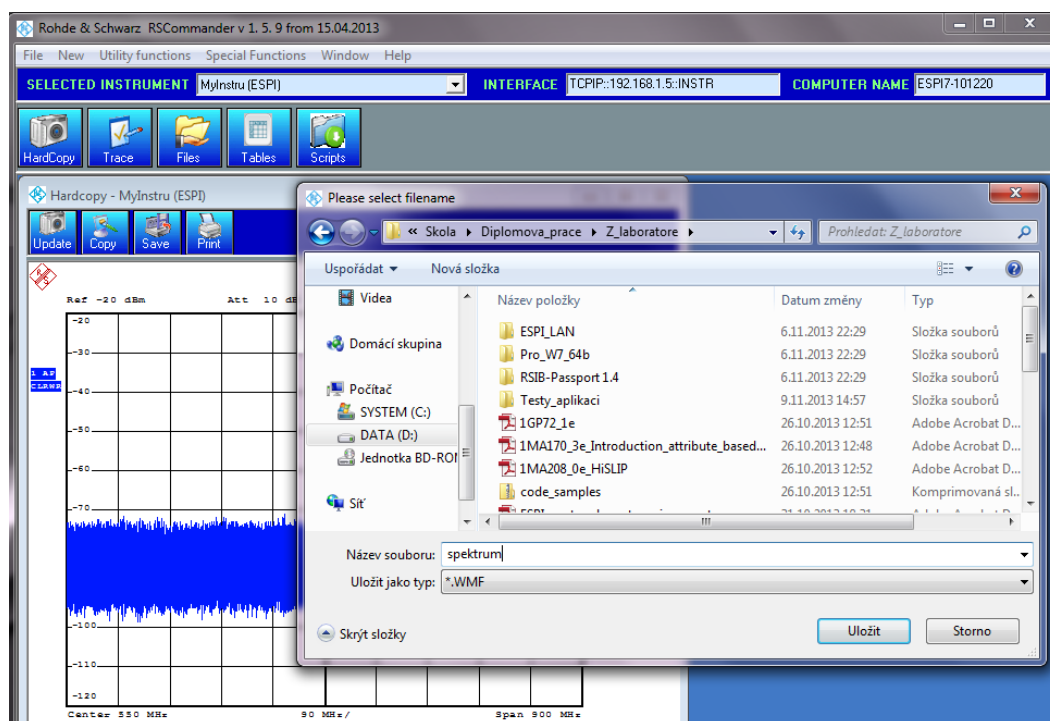 Rohde & Schwarz RSCommander v 1. 5. 9 from 15.04.2013
File New Utility functions Special Functions Window Help
SELECTED INSTRUMENT MyInstru (ESPI) INTERFACE TCPIP::192.168.1.5::INSTR COMPUTER NAME ESPI7-101220
HardCopy Trace Files Tables Scripts
Hardcopy - MyInstru (ESPI)
Update Copy Save Print
Ref -20 dBm Att 10
-20
-30
1 AP
CLRWR
-40
-50
-60
-70
-100
-110
-120
Center 550 MHz 90 MHz/ Span 900 MHz
Please select filename
« Skola Diplomova_prace Z_laboratore
Prohledat: Z_laboratore
Uspořádat Nová složka
Videa
Domácí skupina
Počítač
SYSTEM (C:)
DATA (D:)
Jednotka BD-RO
Síť
Název položky Datum změny Typ
ESPI_LAN 6.11.2013 22:29 Složka souborů
Pro_W7_64b 6.11.2013 22:29 Složka souborů
RSIB-Passport 1.4 6.11.2013 22:29 Složka souborů
Testy_aplikaci 9.11.2013 14:57 Složka souborů
1GP72_1e 26.10.2013 12:51 Adobe Acrobat D...
1MA170_3e_Introduction_attribute_based... 26.10.2013 12:48 Adobe Acrobat D...
1MA208_0e_HiSLIP 26.10.2013 12:52 Adobe Acrobat D...
code_samples 26.10.2013 12:51 Komprimovaná sl...
Název souboru: spektrum
Uložit jako typ: *.WMF
Skrýt složky
Uložit Storno